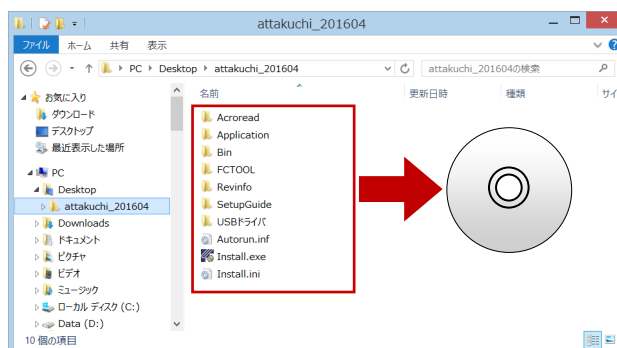 attakuchi_201604
ファイル ホーム 共有 表示
PC Desktop attakuchi_201604 attakuchi_201604の検索
名前 更新日時 種類 サイ
お気に入り
ダウンロード
デスクトップ
最近表示した場所
PC
Desktop
attakuchi_201604
Downloads
ドキュメント
ピクチャ
ビデオ
ミュージック
ローカル ディスク (C:)
Data (D:)
Acroread
Application
Bin
FCTOOL
Revinfo
SetupGuide
USBドライバ
Autorun.inf
Install.exe
Install.ini
10 個の項目